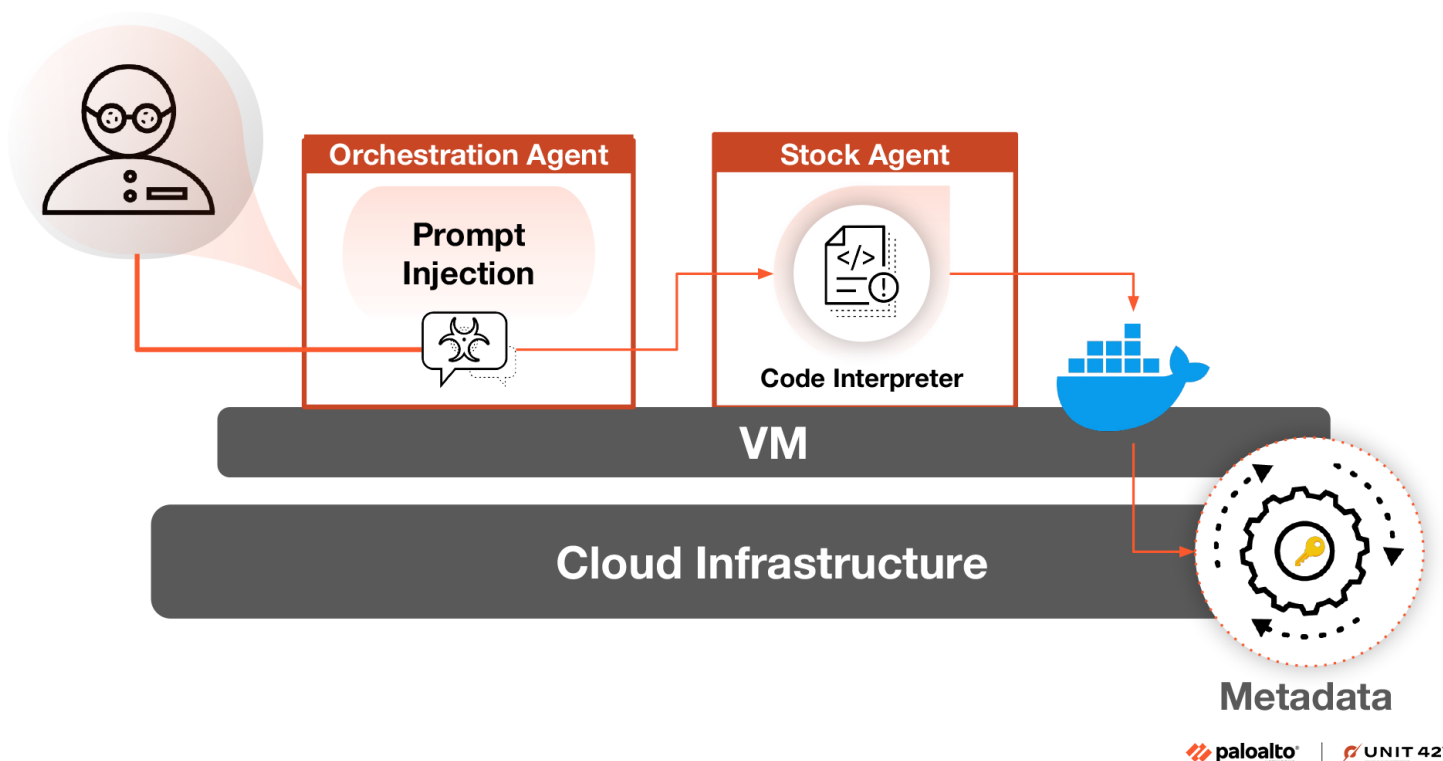 Orchestration Agent
Stock Agent
Prompt
Injection
</>
Code Interpreter
VM
Cloud Infrastructure
Metadata
paloalto
UNIT 42